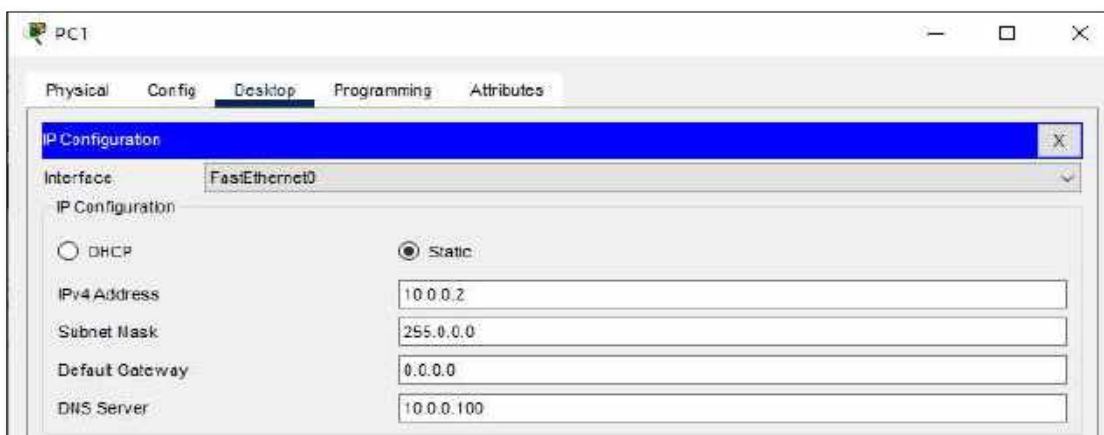 PC1
Physical Config Desktop Programming Attributes
IP Configuration X
Interface FastEthernet0
IP Configuration
DHCP Static
IPv4 Address 10.0.0.2
Subnet Mask 255.0.0.0
Default Gateway 0.0.0.0
DNS Server 10.0.0.100